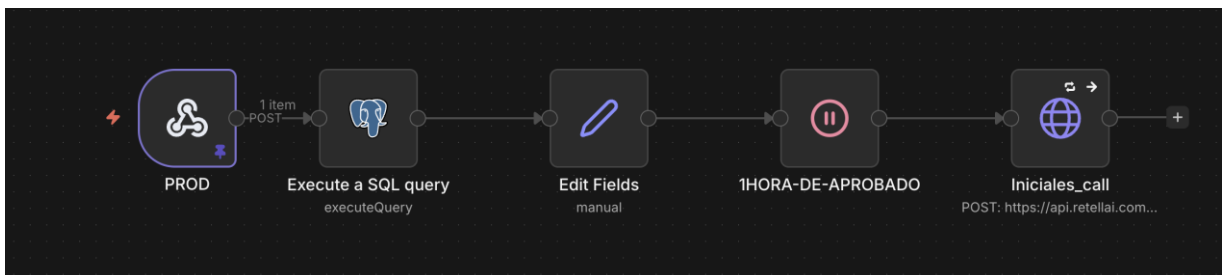 1 item
POST
PROD
Execute a SQL query
executeQuery
Edit Fields
manual
1HORA-DE-APROBADO
Iniciales_call
POST: https://api.retellai.com...